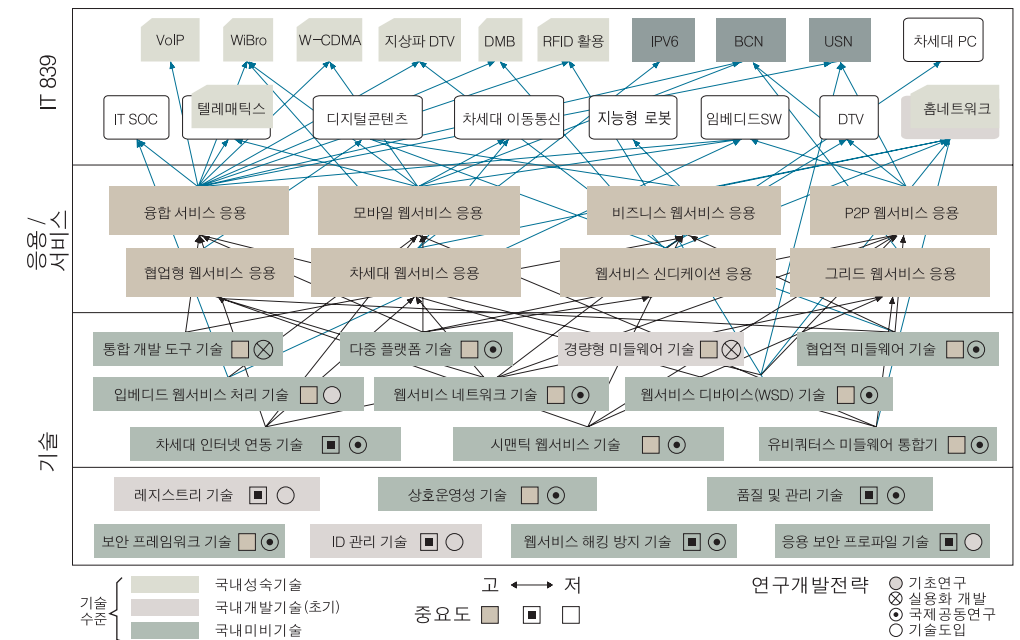 IT 839
VoIP
WiBro
W-CDMA
지상파 DTV
DMB
RFID 활용
IPV6
BCN
USN
차세대 PC
IT SOC
텔레매틱스
디지털콘텐츠
차세대 이동통신
지능형 로봇
임베디드SW
DTV
홈네트워크
응용 /
서비스
융합 서비스 응용
모바일 웹서비스 응용
비즈니스 웹서비스 응용
P2P 웹서비스 응용
협업형 웹서비스 응용
차세대 웹서비스 응용
웹서비스 신디케이션 응용
그리드 웹서비스 응용
기술
통합 개발 도구 기술
다중 플랫폼 기술
경량형 미들웨어 기술
협업적 미들웨어 기술
입베디드 웹서비스 처리 기술
웹서비스 네트워크 기술
웹서비스 디바이스(WSD) 기술
차세대 인터넷 연동 기술
시맨틱 웹서비스 기술
유비쿼터스 미들웨어 통합기
레지스트리 기술
상호운영성 기술
품질 및 관리 기술
보안 프레임워크 기술
ID 관리 기술
웹서비스 해킹 방지 기술
응용 보안 프로파일 기술
기술
수준
국내성숙기술
국내개발기술(초기)
국내미비기술
고 ↔ 저
중요도
연구개발전략
기초연구
실용화 개발
국제공동연구
기술도입